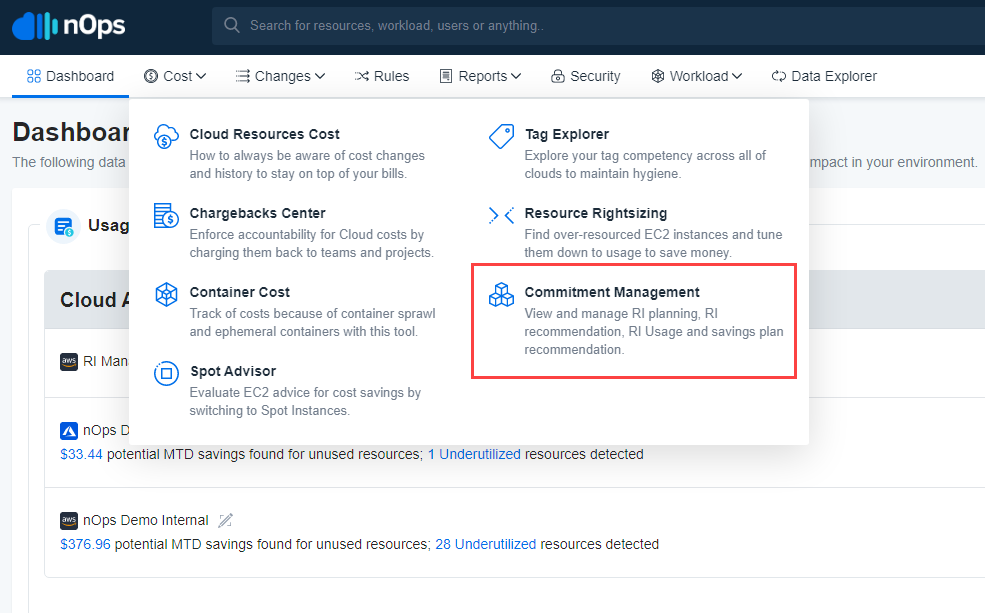 nOps
Search for resources, workload, users or anything..
Dashboard Cost Changes Rules Reports Security Workload Data Explorer
Dashboar
The following data
mpact in your environment.
Cloud Resources Cost
How to always be aware of cost changes
and history to stay on top of your bills.
Tag Explorer
Explore your tag competency across all of
clouds to maintain hygiene.
Chargebacks Center
Enforce accountability for Cloud costs by
charging them back to teams and projects.
Resource Rightsizing
Find over-resourced EC2 instances and tune
them down to usage to save money.
Container Cost
Track of costs because of container sprawl
and ephemeral containers with this tool.
Commitment Management
View and manage RI planning, RI
recommendation, RI Usage and savings plan
recommendation.
Spot Advisor
Evaluate EC2 advice for cost savings by
switching to Spot Instances.
Usag
Cloud A
aws RI Man
nOps D
$33.44 potential MTD savings found for unused resources; 1 Underutilized resources detected
aws nOps Demo Internal
$376.96 potential MTD savings found for unused resources; 28 Underutilized resources detected